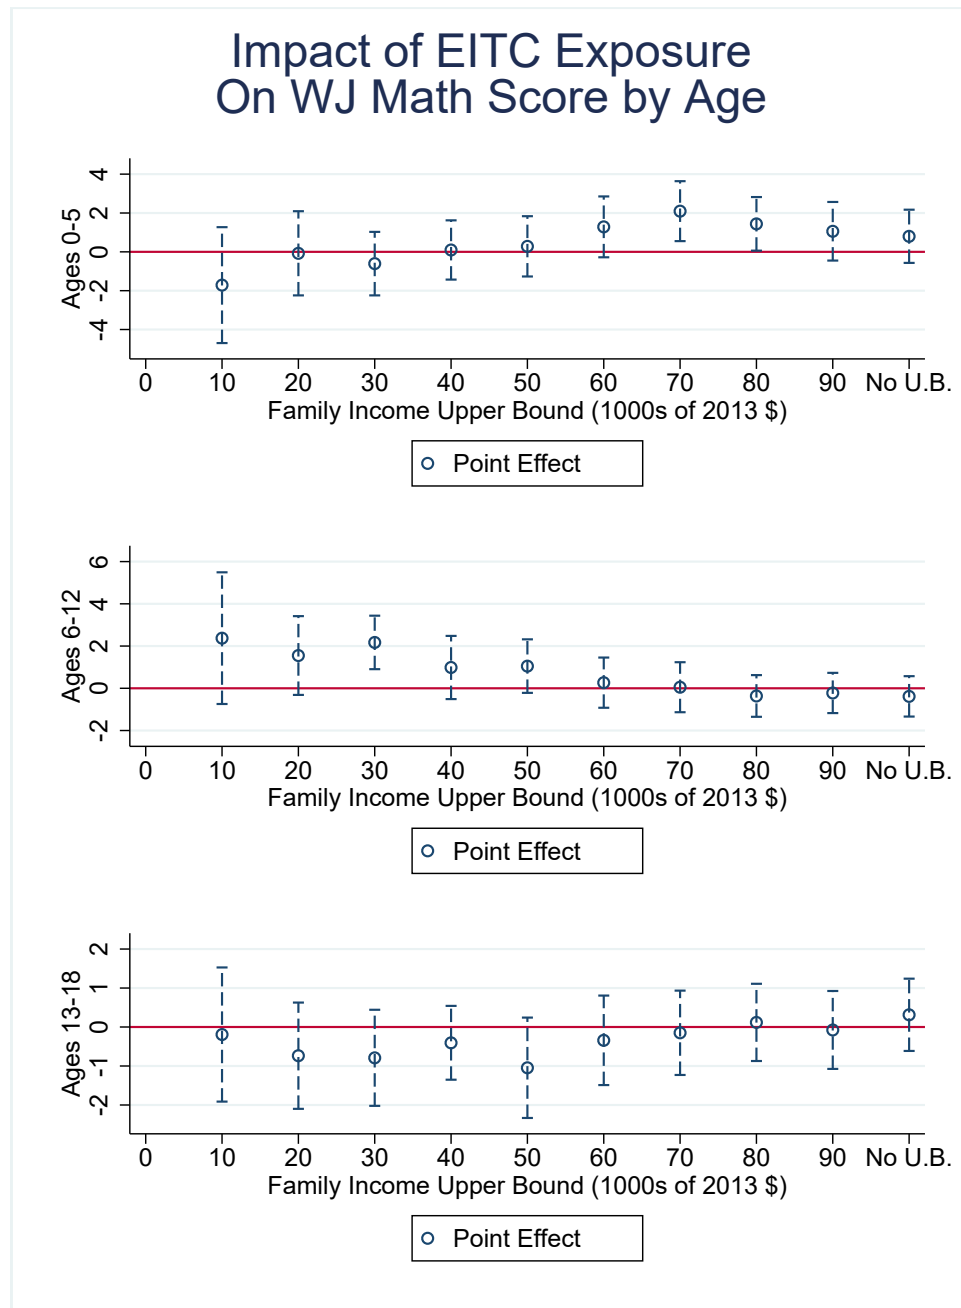 Impact of EITC Exposure
On WJ Math Score by Age
Ages 0-5
4
2
0
-2
-4
0 10 20 30 40 50 60 70 80 90 No U.B.
Family Income Upper Bound (1000s of 2013 $)
Point Effect
Ages 6-12
6
4
2
0
-2
0 10 20 30 40 50 60 70 80 90 No U.B.
Family Income Upper Bound (1000s of 2013 $)
Point Effect
Ages 13-18
2
1
0
-1
-2
0 10 20 30 40 50 60 70 80 90 No U.B.
Family Income Upper Bound (1000s of 2013 $)
Point Effect